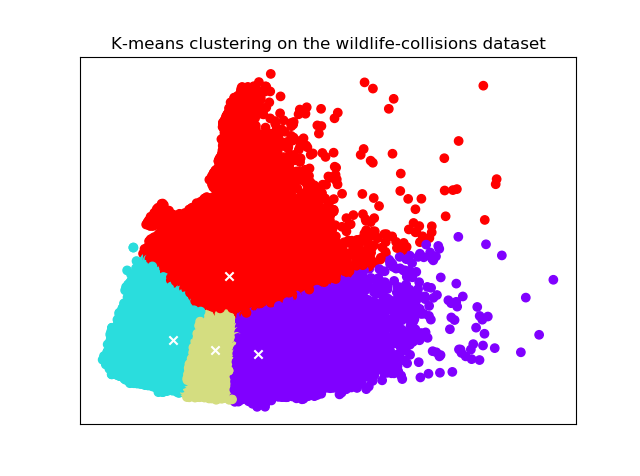 K-means clustering on the wildlife-collisions dataset